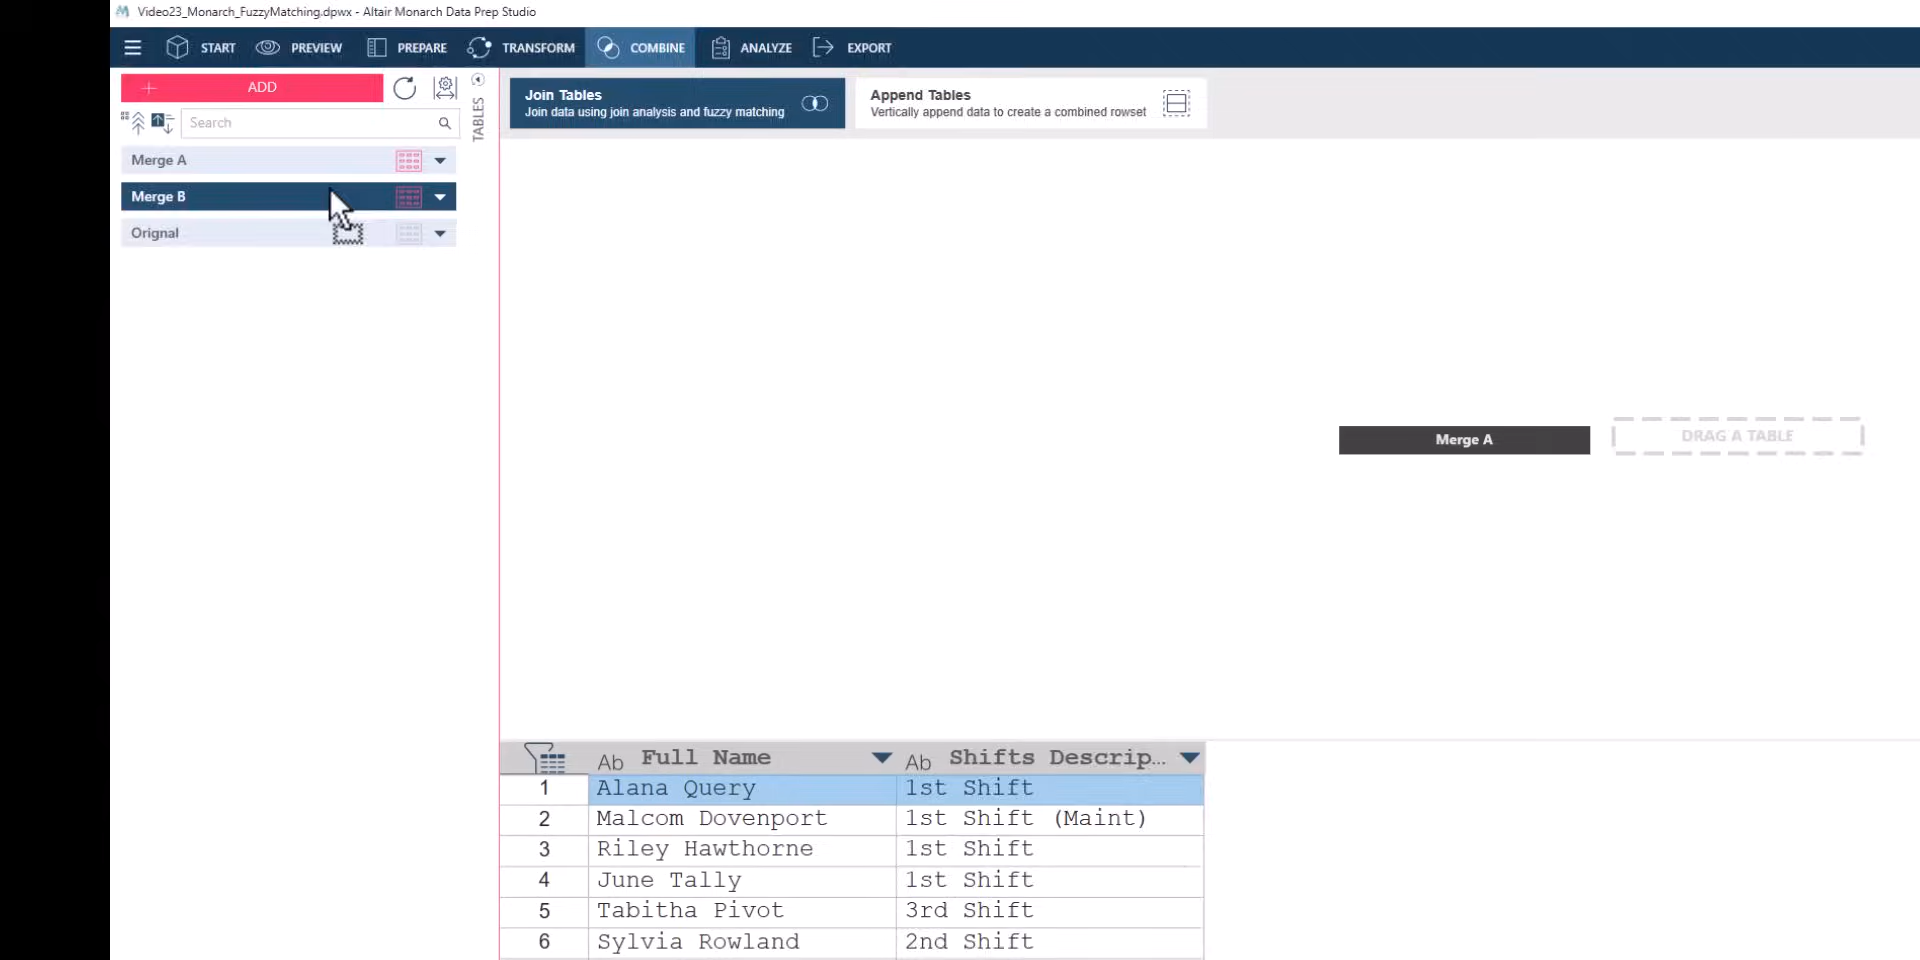 Video23_Monarch_FuzzyMatching.dpwx - Altair Monarch Data Prep Studio
START PREVIEW PREPARE TRANSFORM COMBINE ANALYZE EXPORT
ADD
TABLES
Search
Join Tables
Join data using join analysis and fuzzy matching
Append Tables
Vertically append data to create a combined rowset
Merge A
Merge B
Orignal
Merge A
DRAG A TABLE
Ab Full Name Ab Shifts Descrip...
1 Alana Query 1st Shift
2 Malcom Dovenport 1st Shift (Maint)
3 Riley Hawthorne 1st Shift
4 June Tally 1st Shift
5 Tabitha Pivot 3rd Shift
6 Sylvia Rowland 2nd Shift